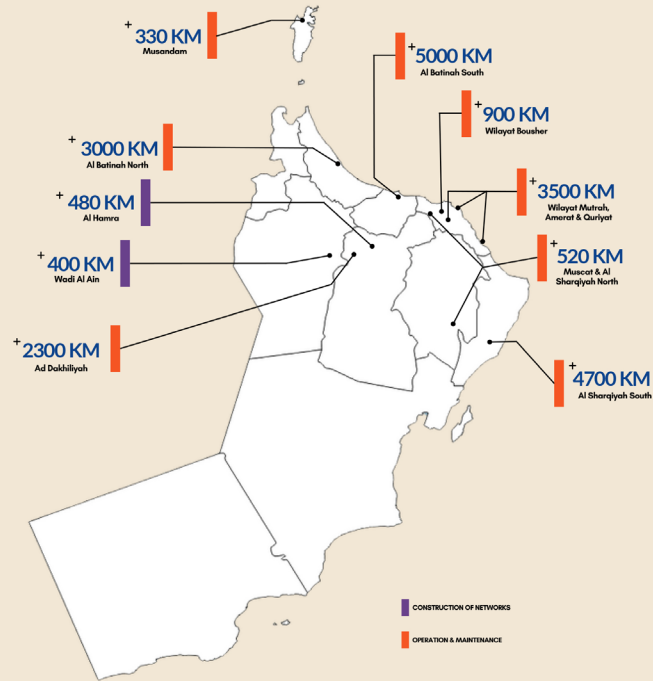 +330 KM
Musandam
+5000 KM
Al Batinah South
+900 KM
Wilayat Bousher
+3000 KM
Al Batinah North
+3500 KM
Wilayat Mutrah,
Amerat & Quriyat
+480 KM
Al Hamra
+520 KM
Muscat & Al
Sharqiyah North
+400 KM
Wadi Al Ain
+2300 KM
Ad Dakhiliyah
+4700 KM
Al Sharqiyah South
CONSTRUCTION OF NETWORKS
OPERATION & MAINTENANCE